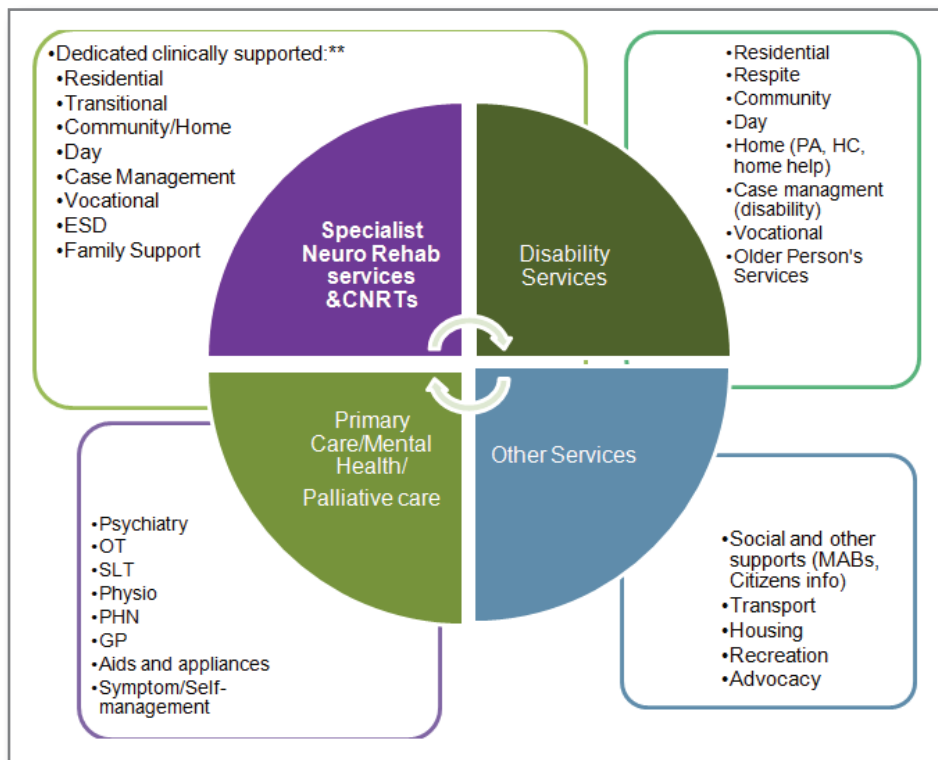 •Dedicated clinically supported:**
•Residential
•Transitional
•Community/Home
•Day
•Case Management
•Vocational
•ESD
•Family Support
Specialist
Neuro Rehab
services
&CNRTs
Disability
Services
•Residential
•Respite
•Community
•Day
•Home (PA, HC,
home help)
•Case managment
(disability)
•Vocational
•Older Person's
Services
Primary
Care/Mental
Health/
Palliative care
Other Services
•Psychiatry
•OT
•SLT
•Physio
•PHN
•GP
•Aids and appliances
•Symptom/Self-
management
•Social and other
supports (MABs,
Citizens info)
•Transport
•Housing
•Recreation
•Advocacy